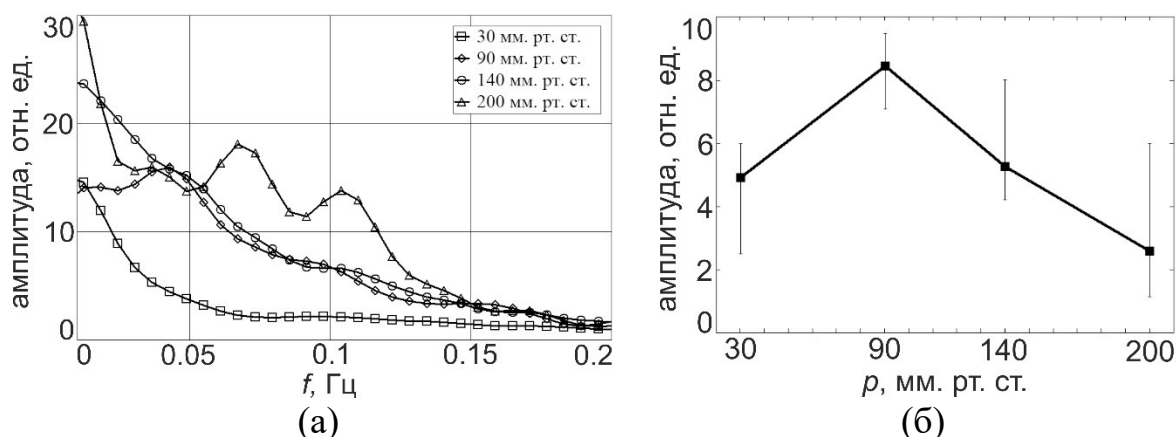 амплитуда, отн. ед.
30
20
10
0
0
0.05
0.1
0.15
0.2
f, Гц
30 мм. рт. ст.
90 мм. рт. ст.
140 мм. рт. ст.
200 мм. рт. ст.
(а)
амплитуда, отн. ед.
10
8
6
4
2
0
30
90
140
200
p, мм. рт. ст.
(б)